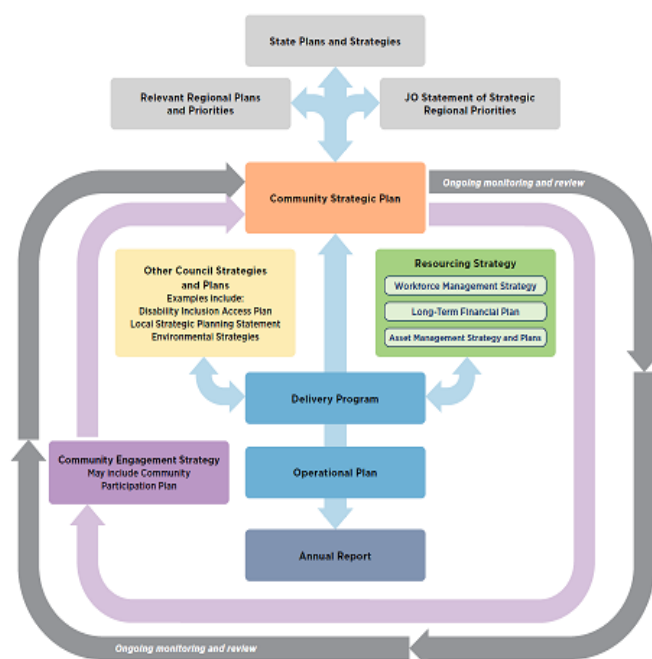 State Plans and Strategies
Relevant Regional Plans
and Priorities
JO Statement of Strategic
Regional Priorities
Community Strategic Plan
Ongoing monitoring and review
Other Council Strategies
and Plans
Examples include:
Disability Inclusion Access Plan
Local Strategic Planning Statement
Environmental Strategies
Resourcing Strategy
Workforce Management Strategy
Long-Term Financial Plan
Asset Management Strategy and Plans
Delivery Program
Community Engagement Strategy
May include Community
Participation Plan
Operational Plan
Annual Report
Ongoing monitoring and review